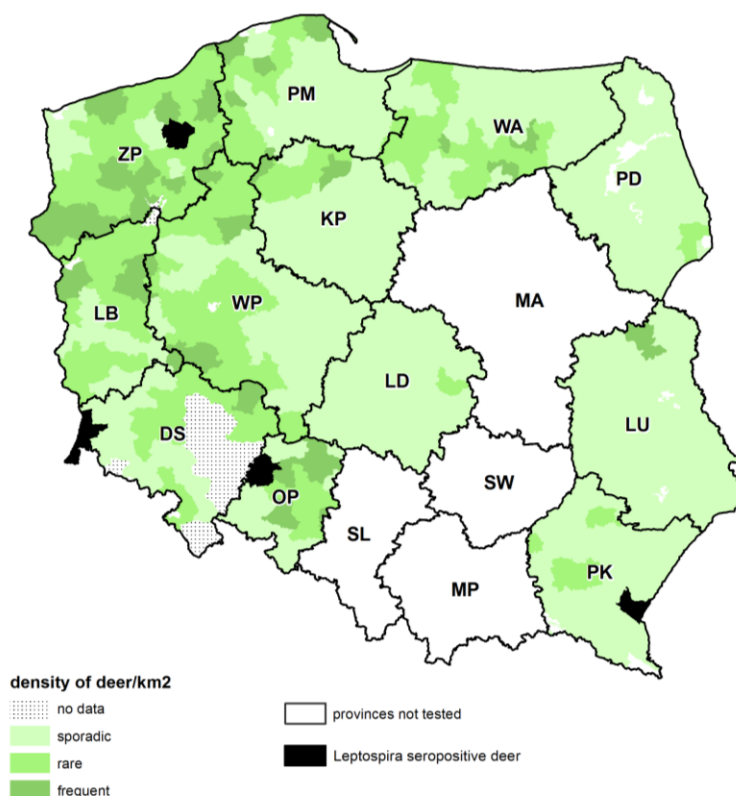 PM
WA
ZP
PD
KP
MA
LB
WP
LD
LU
DS
SW
OP
SL
PK
MP
density of deer/km2
no data
sporadic
rare
frequent
provinces not tested
Leptospira seropositive deer